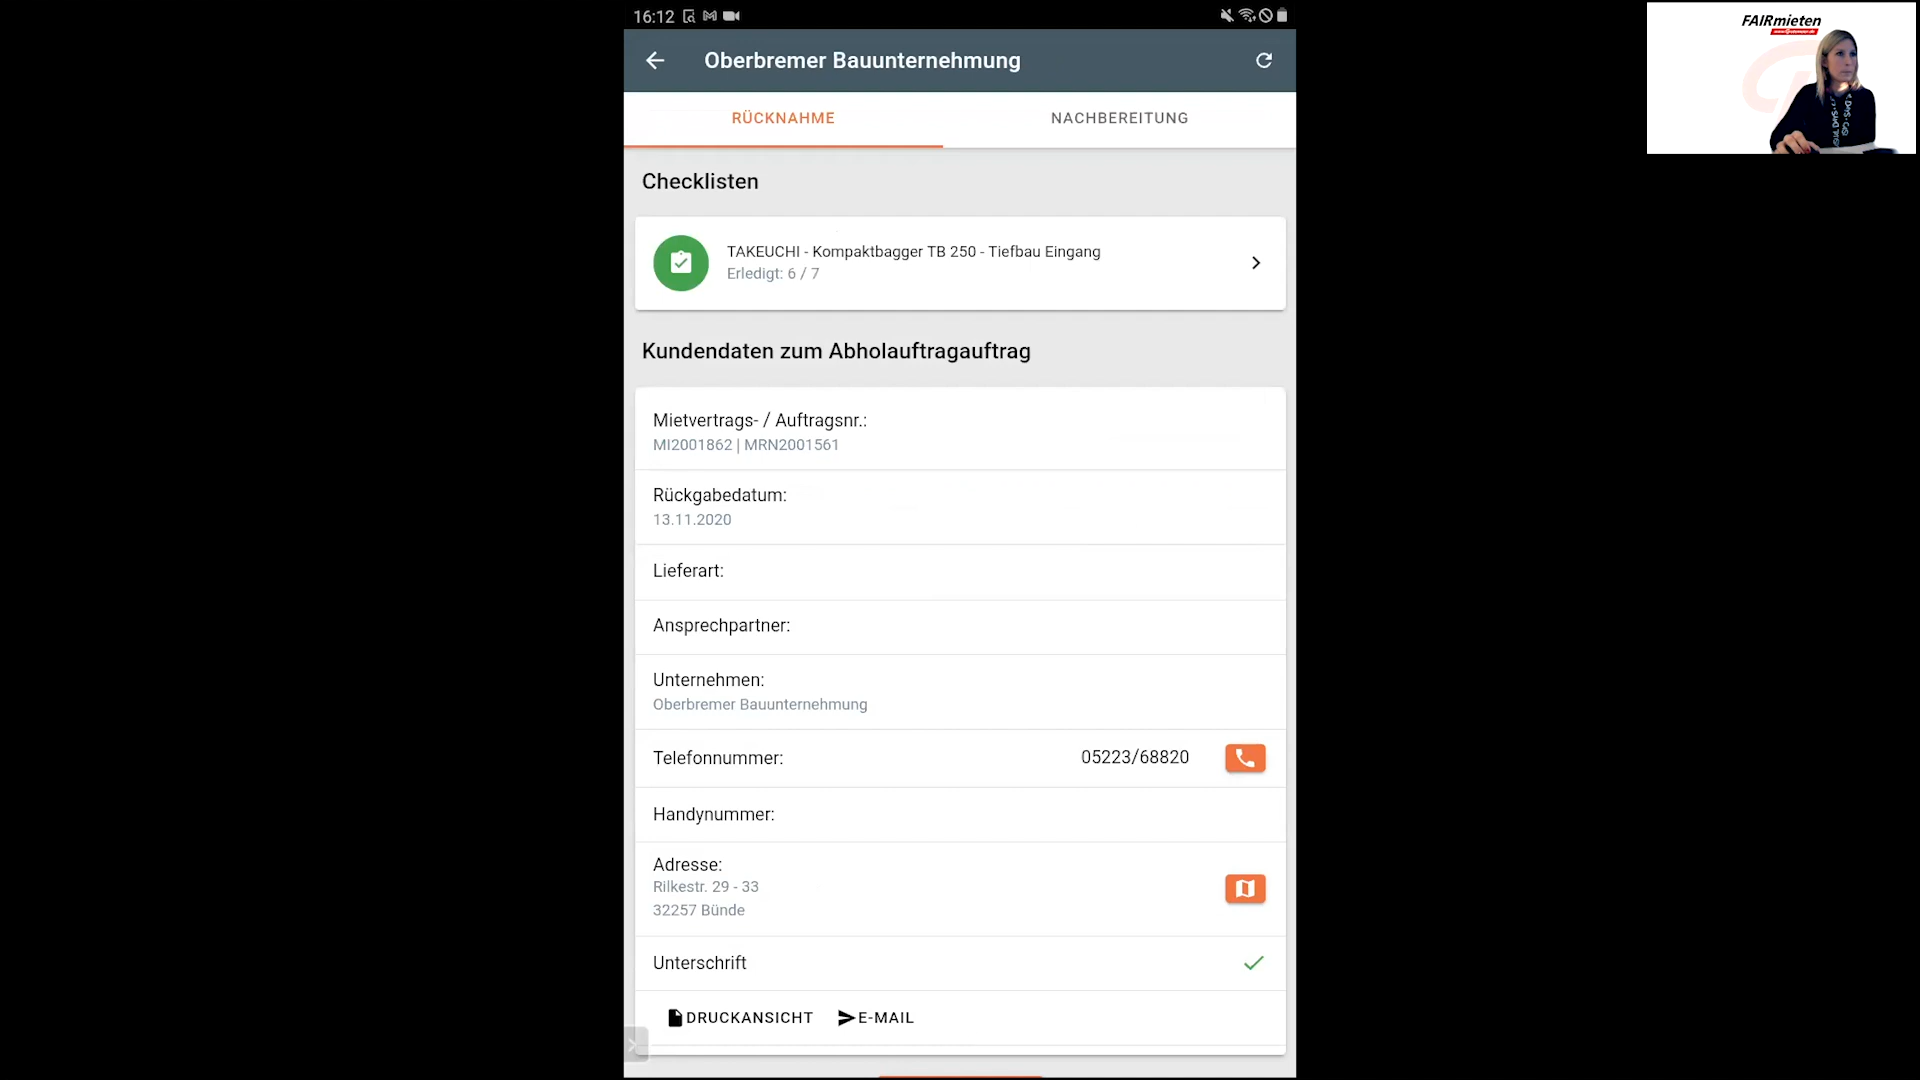 16:12
Oberbremer Bauunternehmung
RÜCKNAHME
NACHBEREITUNG
Checklisten
TAKEUCHI - Kompaktbagger TB 250 - Tiefbau Eingang
Erledigt: 6 / 7
Kundendaten zum Abholauftragauftrag
Mietvertrags- / Auftragsnr.:
MI2001862 | MRN2001561
Rückgabedatum:
13.11.2020
Lieferart:
Ansprechpartner:
Unternehmen:
Oberbremer Bauunternehmung
Telefonnummer:
05223/68820
Handynummer:
Adresse:
Rilkestr. 29 - 33
32257 Bünde
Unterschrift
DRUCKANSICHT
E-MAIL
FAIRmieten